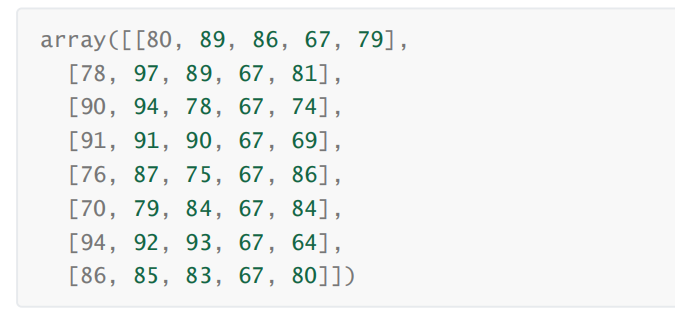 array([[80, 89, 86, 67, 79],
[78, 97, 89, 67, 81],
[90, 94, 78, 67, 74],
[91, 91, 90, 67, 69],
[76, 87, 75, 67, 86],
[70, 79, 84, 67, 84],
[94, 92, 93, 67, 64],
[86, 85, 83, 67, 80]])